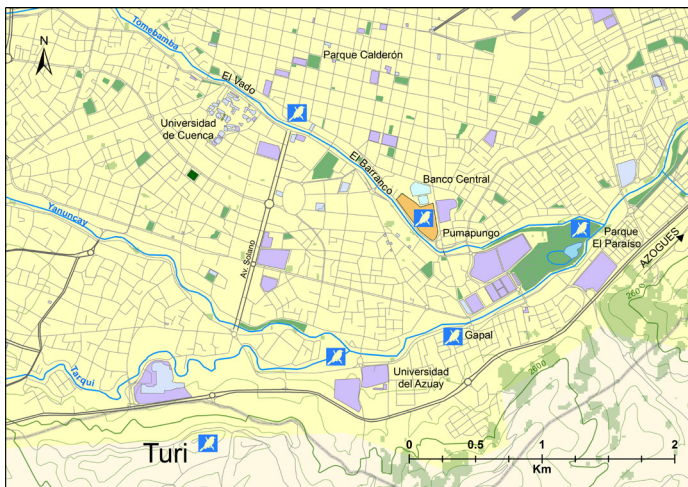 Tomebamba
N
Parque Calderón
El Vado
Universidad
de Cuenca
El Barranco
Banco Central
Yanuncay
Pumapungo
Parque
El Paraíso
AZOGUES
Av. Solano
2600
Gapal
Tarqui
Universidad
del Azuay
2600
Turi
0 0.5 1 2
Km